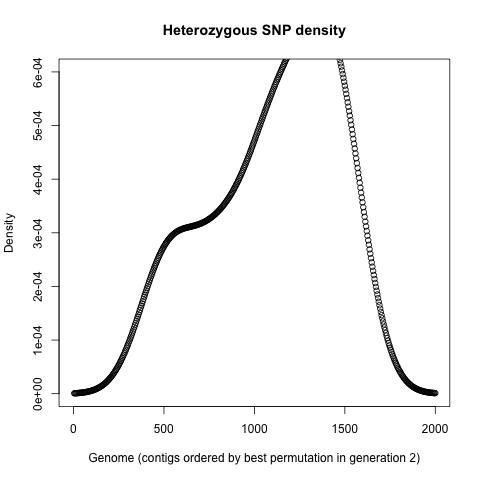 Heterozygous SNP density
6e-04
5e-04
4e-04
3e-04
2e-04
1e-04
0e+00
Density
0 500 1000 1500 2000
Genome (contigs ordered by best permutation in generation 2)